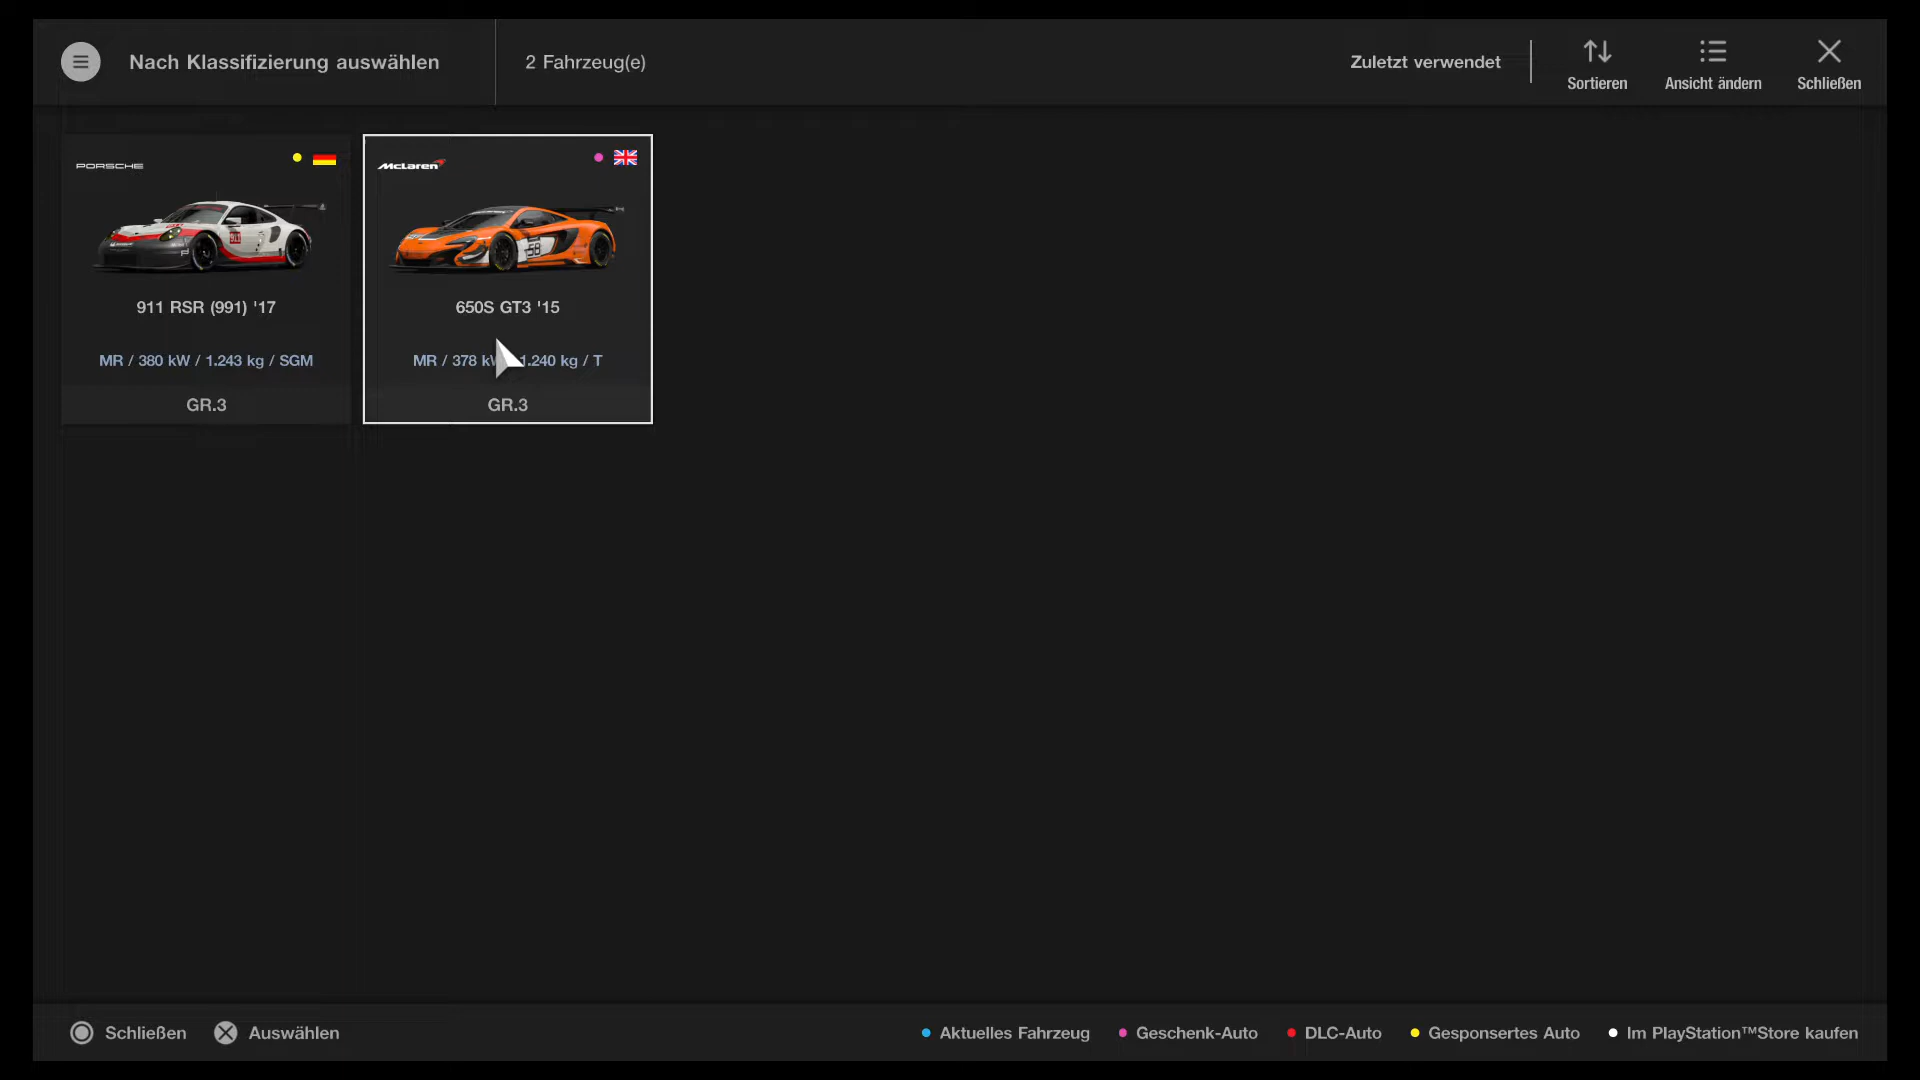 Nach Klassifizierung auswählen
2 Fahrzeug(e)
Zuletzt verwendet
Sortieren
Ansicht ändern
Schließen
PORSCHE
911 RSR (991) '17
MR / 380 kW / 1.243 kg / SGM
GR.3
McLaren
58
650S GT3 '15
MR / 378 1.240 kg / T
GR.3
Schließen
Auswählen
Aktuelles Fahrzeug
Geschenk-Auto
DLC-Auto
Gesponsertes Auto
Im PlayStation™Store kaufen